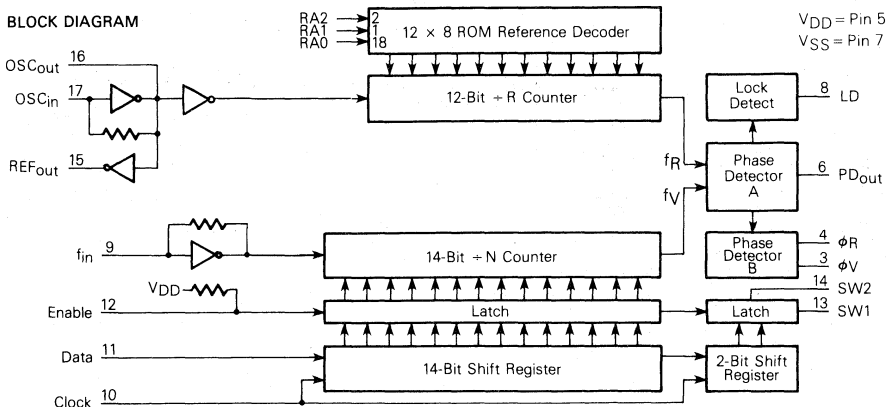 BLOCK DIAGRAM
RA2 2
RA1 1
RA0 18
12 × 8 ROM Reference Decoder
VDD = Pin 5
VSS = Pin 7
OSCout 16
OSCin 17
REFout 15
12-Bit ÷ R Counter
Lock Detect
8 LD
fR
fV
Phase Detector A
6 PDout
Phase Detector B
4 ϕR
3 ϕV
fin 9
14-Bit ÷ N Counter
VDD
Enable 12
Latch
Latch
14 SW2
13 SW1
Data 11
14-Bit Shift Register
2-Bit Shift Register
Clock 10